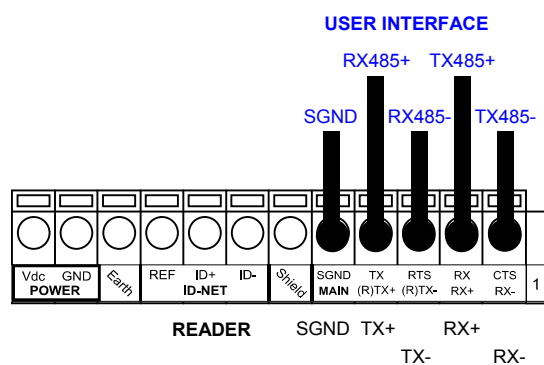 USER INTERFACE
RX485+ TX485+
SGND RX485- TX485-
Vdc GND Earth REF ID+ ID- Shield SGND TX RTS RX CTS 1
POWER ID-NET MAIN (R)TX+ (R)TX- RX+ RX-
READER SGND TX+ RX+
TX- RX-